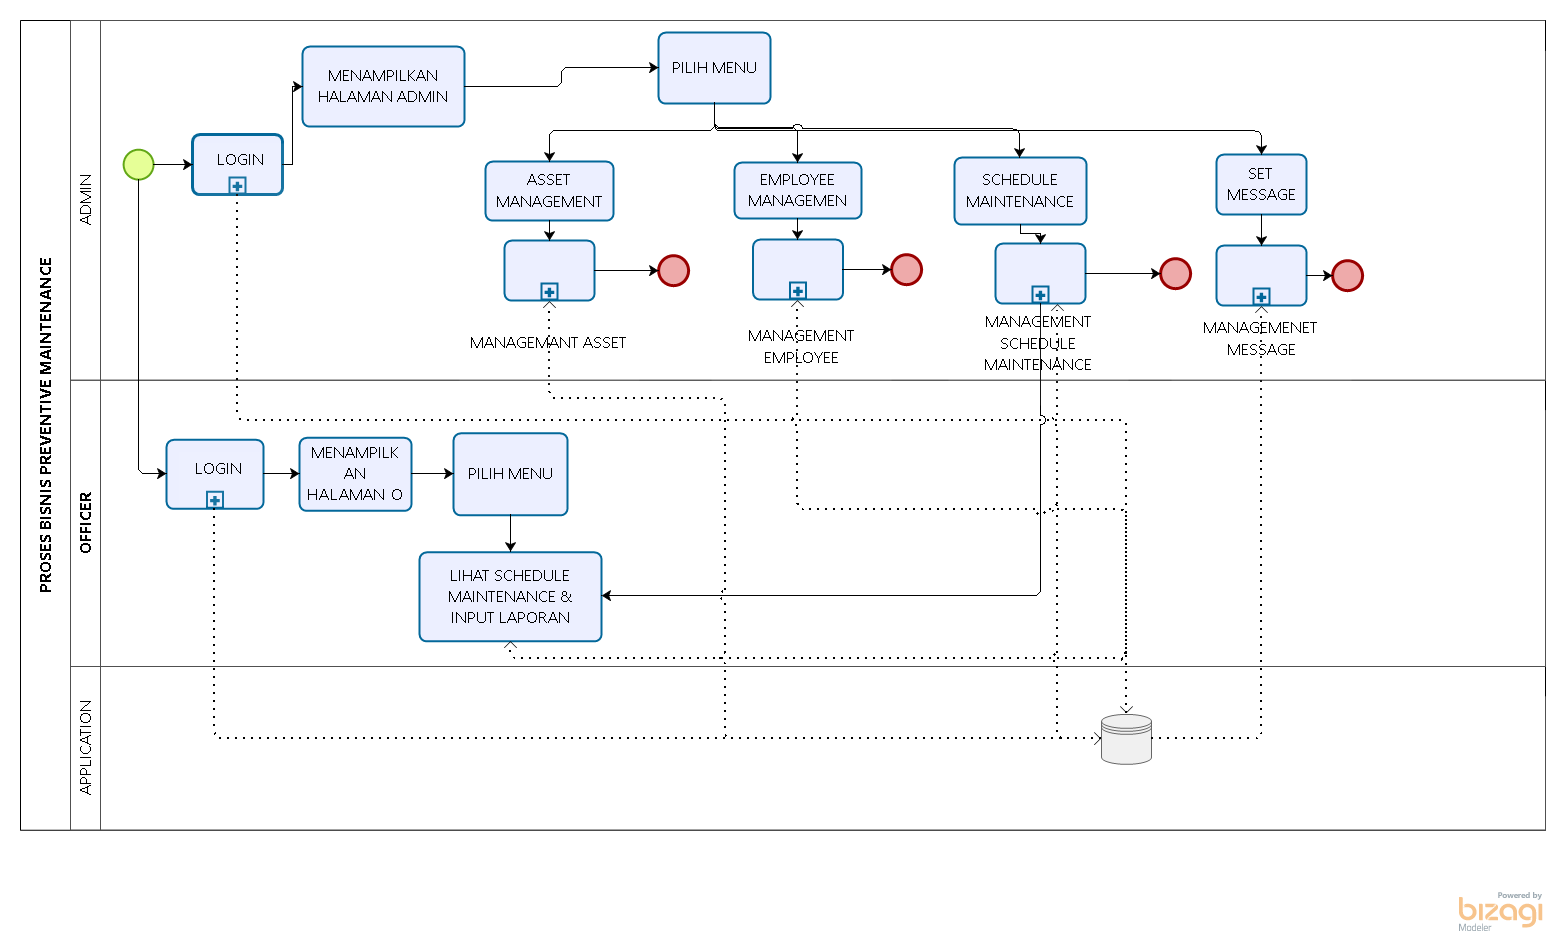 PROSES BISNIS PREVENTIVE MAINTENANCE
ADMIN
MENAMPILKAN
HALAMAN ADMIN
PILIH MENU
LOGIN
ASSET
MANAGEMENT
EMPLOYEE
MANAGEMEN
SCHEDULE
MAINTENANCE
SET
MESSAGE
MANAGEMANT ASSET
MANAGEMENT
EMPLOYEE
MANAGEMENT
SCHEDULE
MAINTENANCE
MANAGEMENET
MESSAGE
OFFICER
LOGIN
MENAMPILK
AN
HALAMAN O
PILIH MENU
LIHAT SCHEDULE
MAINTENANCE &
INPUT LAPORAN
APPLICATION
Powered by
bizagi
Modeler